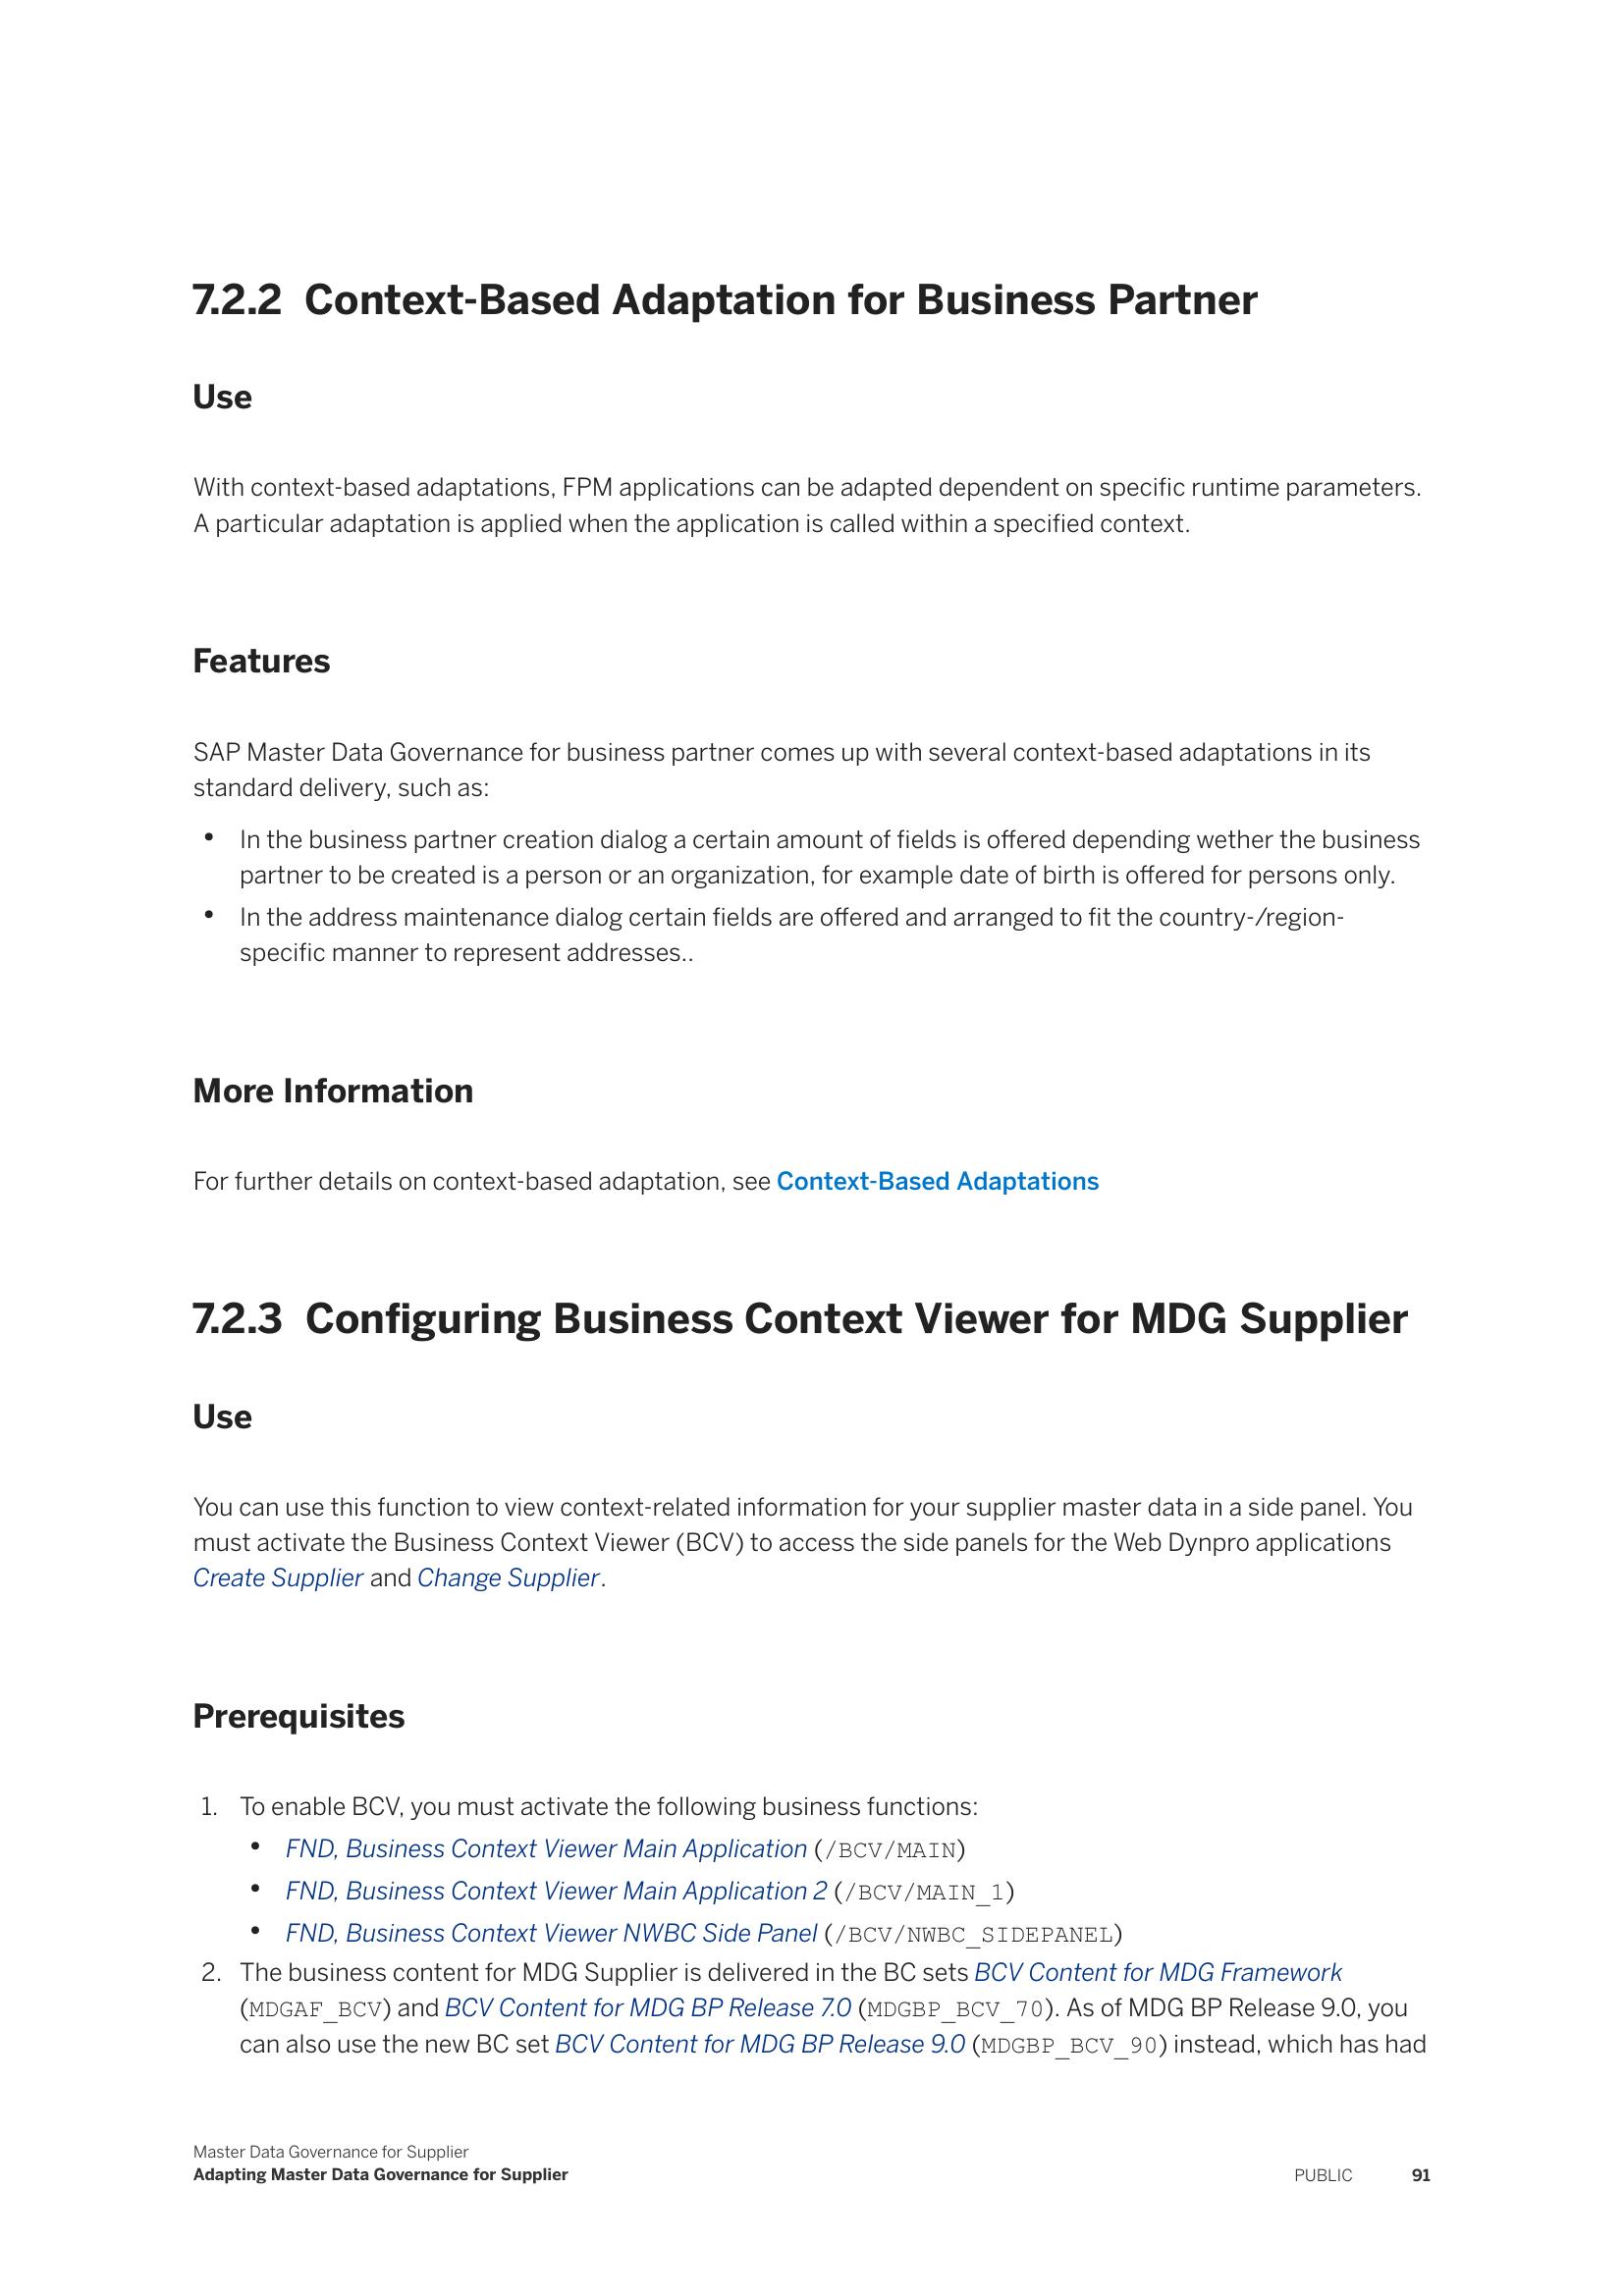 7.2.2 Context-Based Adaptation for Business Partner
Use
With context-based adaptations, FPM applications can be adapted dependent on specific runtime parameters.
A particular adaptation is applied when the application is called within a specified context.
Features
SAP Master Data Governance for business partner comes up with several context-based adaptations in its
standard delivery, such as:
• In the business partner creation dialog a certain amount of fields is offered depending wether the business
partner to be created is a person or an organization, for example date of birth is offered for persons only.
• In the address maintenance dialog certain fields are offered and arranged to fit the country-/region-
specific manner to represent addresses..
More Information
For further details on context-based adaptation, see Context-Based Adaptations
7.2.3 Configuring Business Context Viewer for MDG Supplier
Use
You can use this function to view context-related information for your supplier master data in a side panel. You
must activate the Business Context Viewer (BCV) to access the side panels for the Web Dynpro applications
Create Supplier and Change Supplier.
Prerequisites
1. To enable BCV, you must activate the following business functions:
• FND, Business Context Viewer Main Application (/BCV/MAIN)
• FND, Business Context Viewer Main Application 2 (/BCV/MAIN_1)
• FND, Business Context Viewer NWBC Side Panel (/BCV/NWBC_SIDEPANEL)
2. The business content for MDG Supplier is delivered in the BC sets BCV Content for MDG Framework
(MDGAF_BCV) and BCV Content for MDG BP Release 7.0 (MDGBP_BCV_70). As of MDG BP Release 9.0, you
can also use the new BC set BCV Content for MDG BP Release 9.0 (MDGBP_BCV_90) instead, which has had
Master Data Governance for Supplier
Adapting Master Data Governance for Supplier
PUBLIC 91